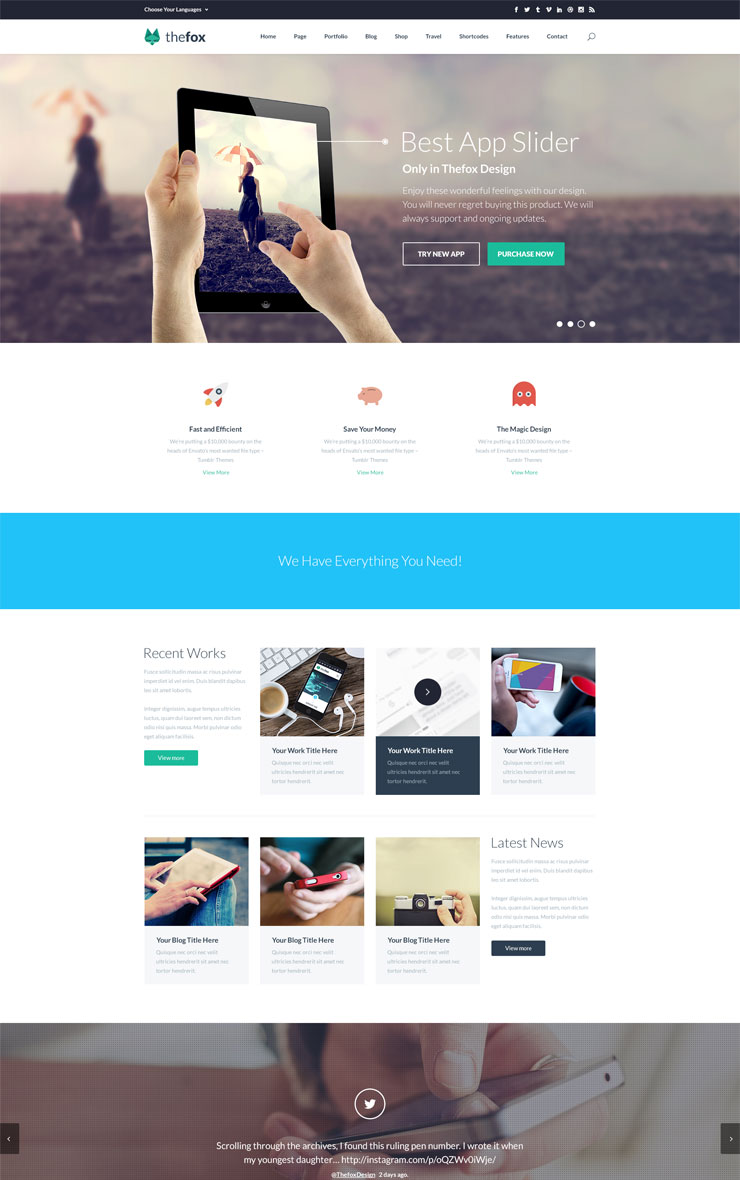 Choose Your Languages
thefox
Home Page Portfolio Blog Shop Travel Shortcodes Features Contact
Best App Slider
Only in Thefox Design
Enjoy these wonderful feelings with our design.
You will never regret buying this product. We will
always support and ongoing updates.
TRY NEW APP
PURCHASE NOW
Fast and Efficient
We're putting a $10,000 bounty on the
heads of Envato's most wanted file type –
Tumblr Themes
View More
Save Your Money
We're putting a $10,000 bounty on the
heads of Envato's most wanted file type –
Tumblr Themes
View More
The Magic Design
We're putting a $10,000 bounty on the
heads of Envato's most wanted file type –
Tumblr Themes
View More
We Have Everything You Need!
Recent Works
Fusce sollicitudin massa ac risus pulvinar
imperdiet id vel enim. Duis blandit dapibus
leo sit amet lobortis.
Integer dignissim, augue tempus ultricies
luctus, quam dui laoreet sem, non dictum
odio nisi quis massa. Morbi pulvinar odio
eget aliquam facilisis.
View more
Your Work Title Here
Quisque nec orci nec velit
ultricies hendrerit sit amet nec
tortor hendrerit.
Your Work Title Here
Quisque nec orci nec velit
ultricies hendrerit sit amet nec
tortor hendrerit.
Your Work Title Here
Quisque nec orci nec velit
ultricies hendrerit sit amet nec
tortor hendrerit.
Your Blog Title Here
Quisque nec orci nec velit
ultricies hendrerit sit amet nec
tortor hendrerit.
Your Blog Title Here
Quisque nec orci nec velit
ultricies hendrerit sit amet nec
tortor hendrerit.
Your Blog Title Here
Quisque nec orci nec velit
ultricies hendrerit sit amet nec
tortor hendrerit.
Latest News
Fusce sollicitudin massa ac risus pulvinar
imperdiet id vel enim. Duis blandit dapibus
leo sit amet lobortis.
Integer dignissim, augue tempus ultricies
luctus, quam dui laoreet sem, non dictum
odio nisi quis massa. Morbi pulvinar odio
eget aliquam facilisis.
View more
Scrolling through the archives, I found this ruling pen number. I wrote it when
my youngest daughter... http://instagram.com/p/oQZWv0iWje/
@ThefoxDesign 2 days ago.